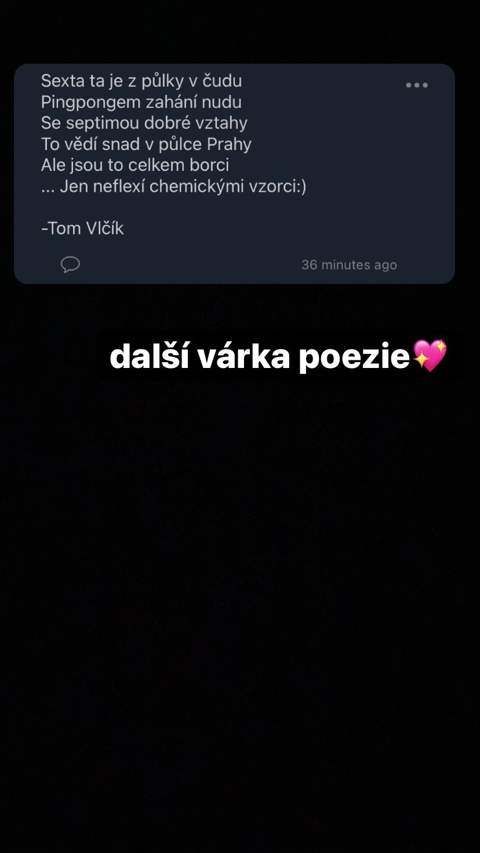 Sexta ta je z půlky v čudu
Pingpongem zahání nudu
Se septimou dobré vztahy
To vědí snad v půlce Prahy
Ale jsou to celkem borci
... Jen neflexí chemickými vzorci:)
-Tom Vlčík
36 minutes ago
další várka poezie💖